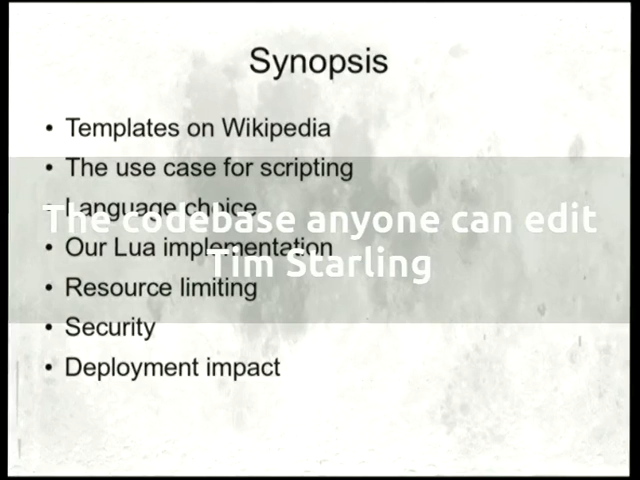 Synopsis
• Templates on Wikipedia
• The use case for scripting
• Language choice
The codebase anyone can edit
• Our Lua implementation
Tim Starling
• Resource limiting
• Security
• Deployment impact